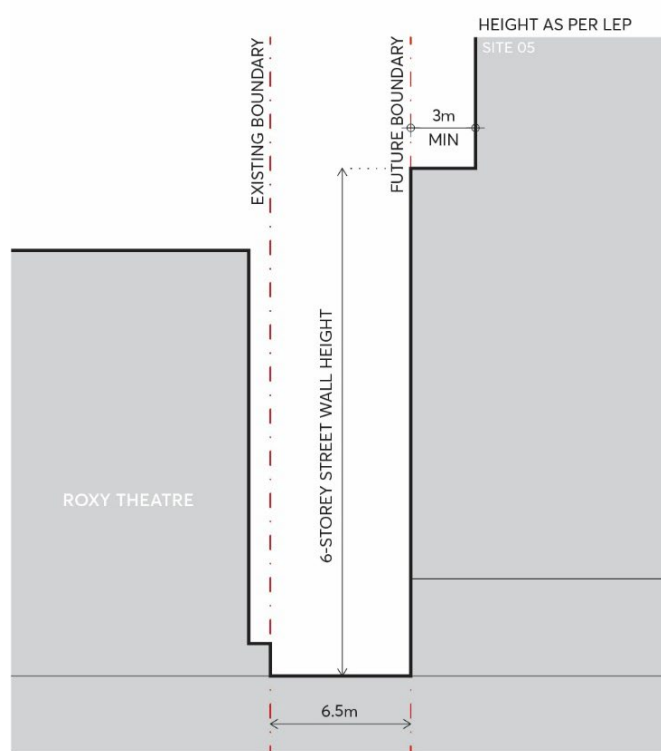 HEIGHT AS PER LEP
SITE 05
EXISTING BOUNDARY
FUTURE BOUNDARY
3m
MIN
6-STOREY STREET WALL HEIGHT
ROXY THEATRE
6.5m